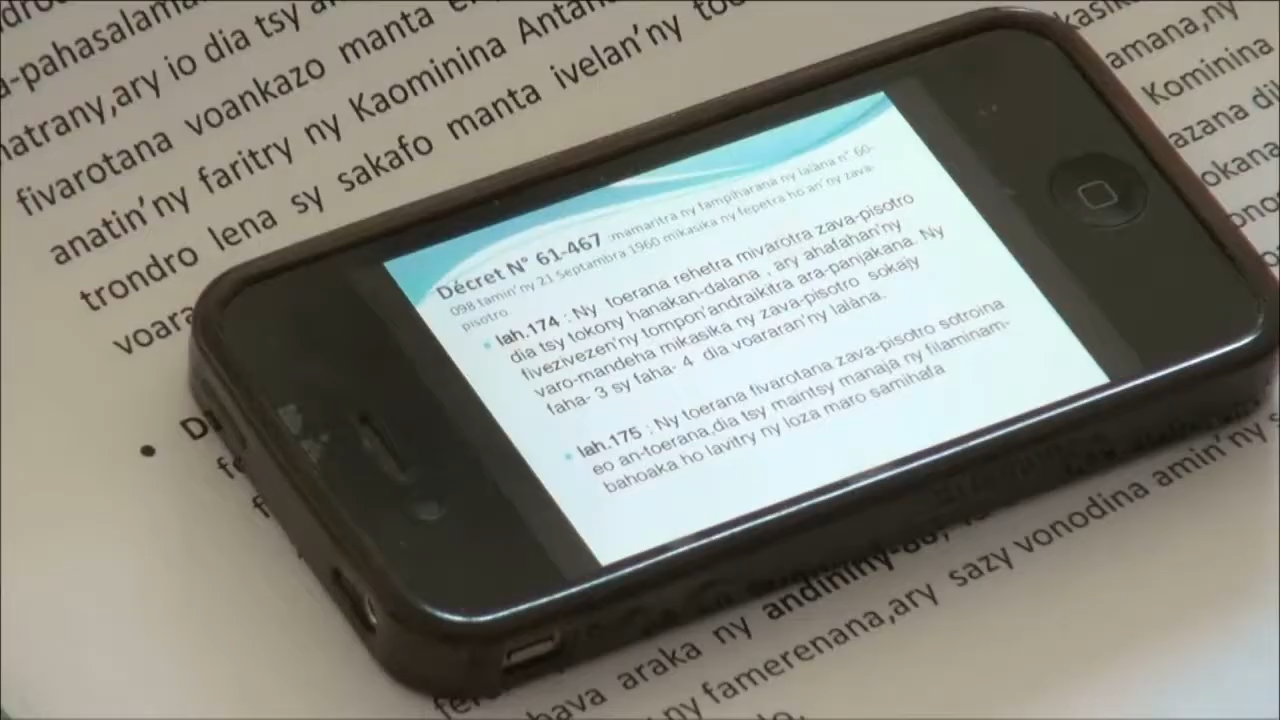 -pahasalama
natrany,ary io dia tsy
fivarotana voankazo manta
anatin'ny faritry ny Kaominina
trondro lena sy sakafo manta ivelan'ny
amana,ny
Kominina
Décret N° 61-467 :mamaritra ny fampiharana ny lalàna n° 60-
098 tamin'ny 21 Septambra 1960 mikasika ny fepetra ho an'ny zava-
pisotro
• lah.174 : Ny toerana rehetra mivarotra zava-pisotro
dia tsy tokony hanakan-dalana , ary ahafahan'ny
fivezivezen'ny tompon'andraikitra ara-panjakana. Ny
varo-mandeha mikasika ny zava-pisotro sokajy
faha- 3 sy faha- 4 dia voararan'ny lalàna.
• lah.175 : Ny toerana fivarotana zava-pisotro sotroina
eo an-toerana,dia tsy maintsy manaja ny filaminam-
bahoaka ho lavitry ny loza maro samihafa
araka ny andininy
ny famerenana,ary sazy vonodina amin'ny